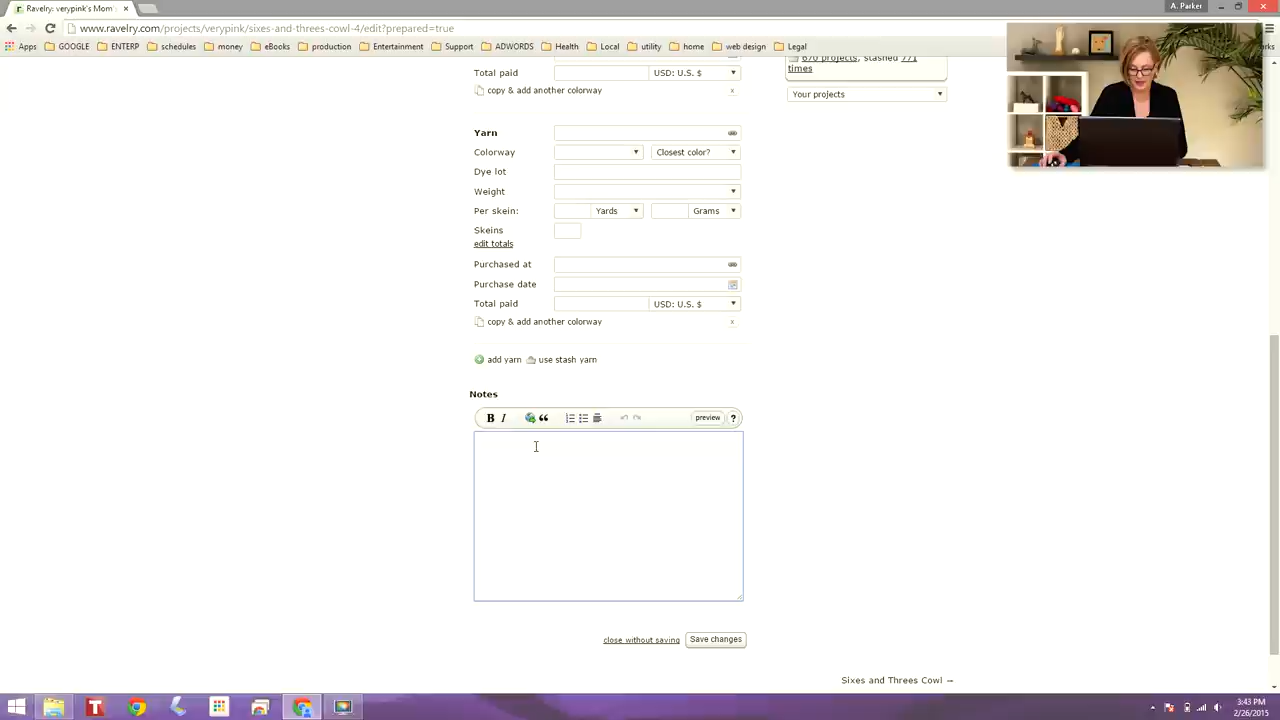 Ravelry: verypink's Mom'
A. Parker
www.ravelry.com/projects/verypink/sixes-and-threes-cowl-4/edit?prepared=true
Apps GOOGLE ENTERP schedules money eBooks production Entertainment Support ADWORDS Health Local utility home web design Legal
670 projects, stashed 771
times
Total paid USD: U.S. $
copy & add another colorway x
Your projects
Yarn
Colorway Closest color?
Dye lot
Weight
Per skein: Yards Grams
Skeins
edit totals
Purchased at
Purchase date
Total paid USD: U.S. $
copy & add another colorway x
add yarn use stash yarn
Notes
B I preview ?
close without saving Save changes
Sixes and Threes Cowl →
3:43 PM
2/26/2015